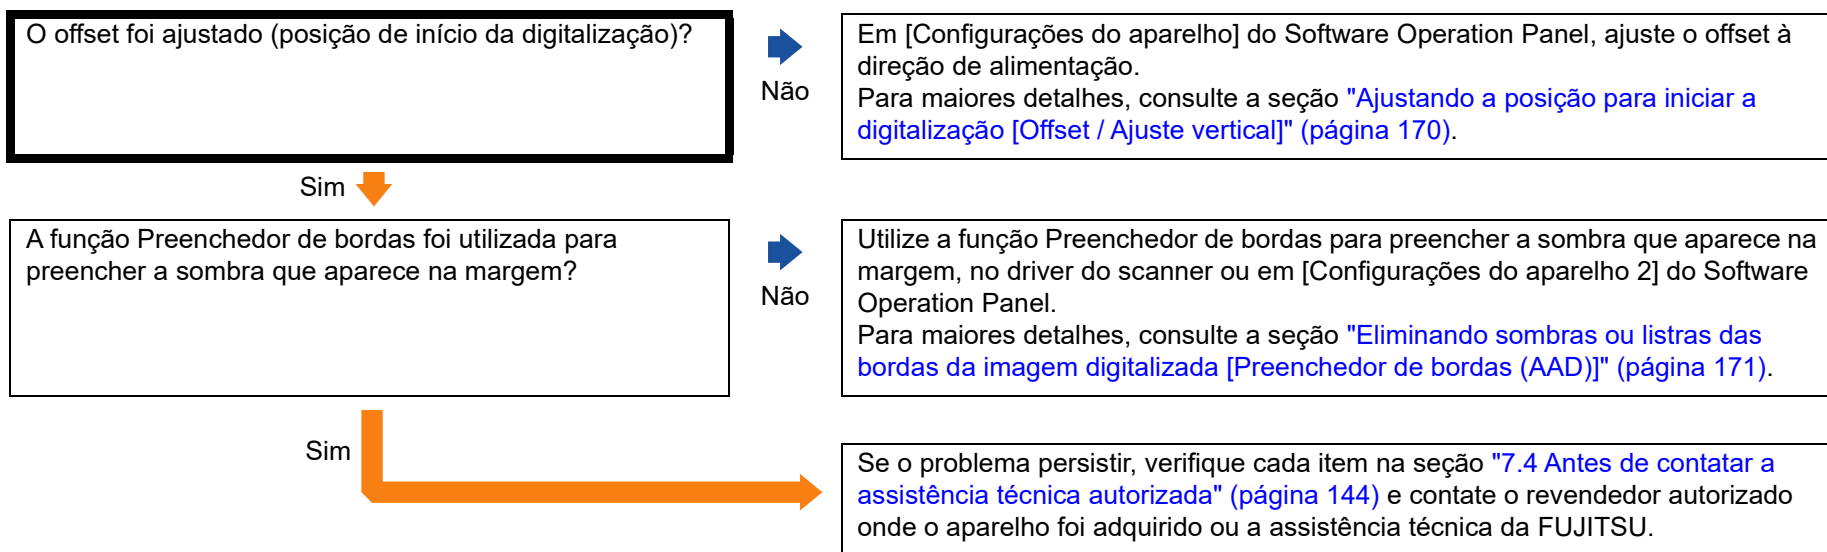 O offset foi ajustado (posição de início da digitalização)?
Não
Em [Configurações do aparelho] do Software Operation Panel, ajuste o offset à
direção de alimentação.
Para maiores detalhes, consulte a seção "Ajustando a posição para iniciar a
digitalização [Offset / Ajuste vertical]" (página 170).
Sim
A função Preenchedor de bordas foi utilizada para
preencher a sombra que aparece na margem?
Não
Utilize a função Preenchedor de bordas para preencher a sombra que aparece na
margem, no driver do scanner ou em [Configurações do aparelho 2] do Software
Operation Panel.
Para maiores detalhes, consulte a seção "Eliminando sombras ou listras das
bordas da imagem digitalizada [Preenchedor de bordas (AAD)]" (página 171).
Sim
Se o problema persistir, verifique cada item na seção "7.4 Antes de contatar a
assistência técnica autorizada" (página 144) e contate o revendedor autorizado
onde o aparelho foi adquirido ou a assistência técnica da FUJITSU.